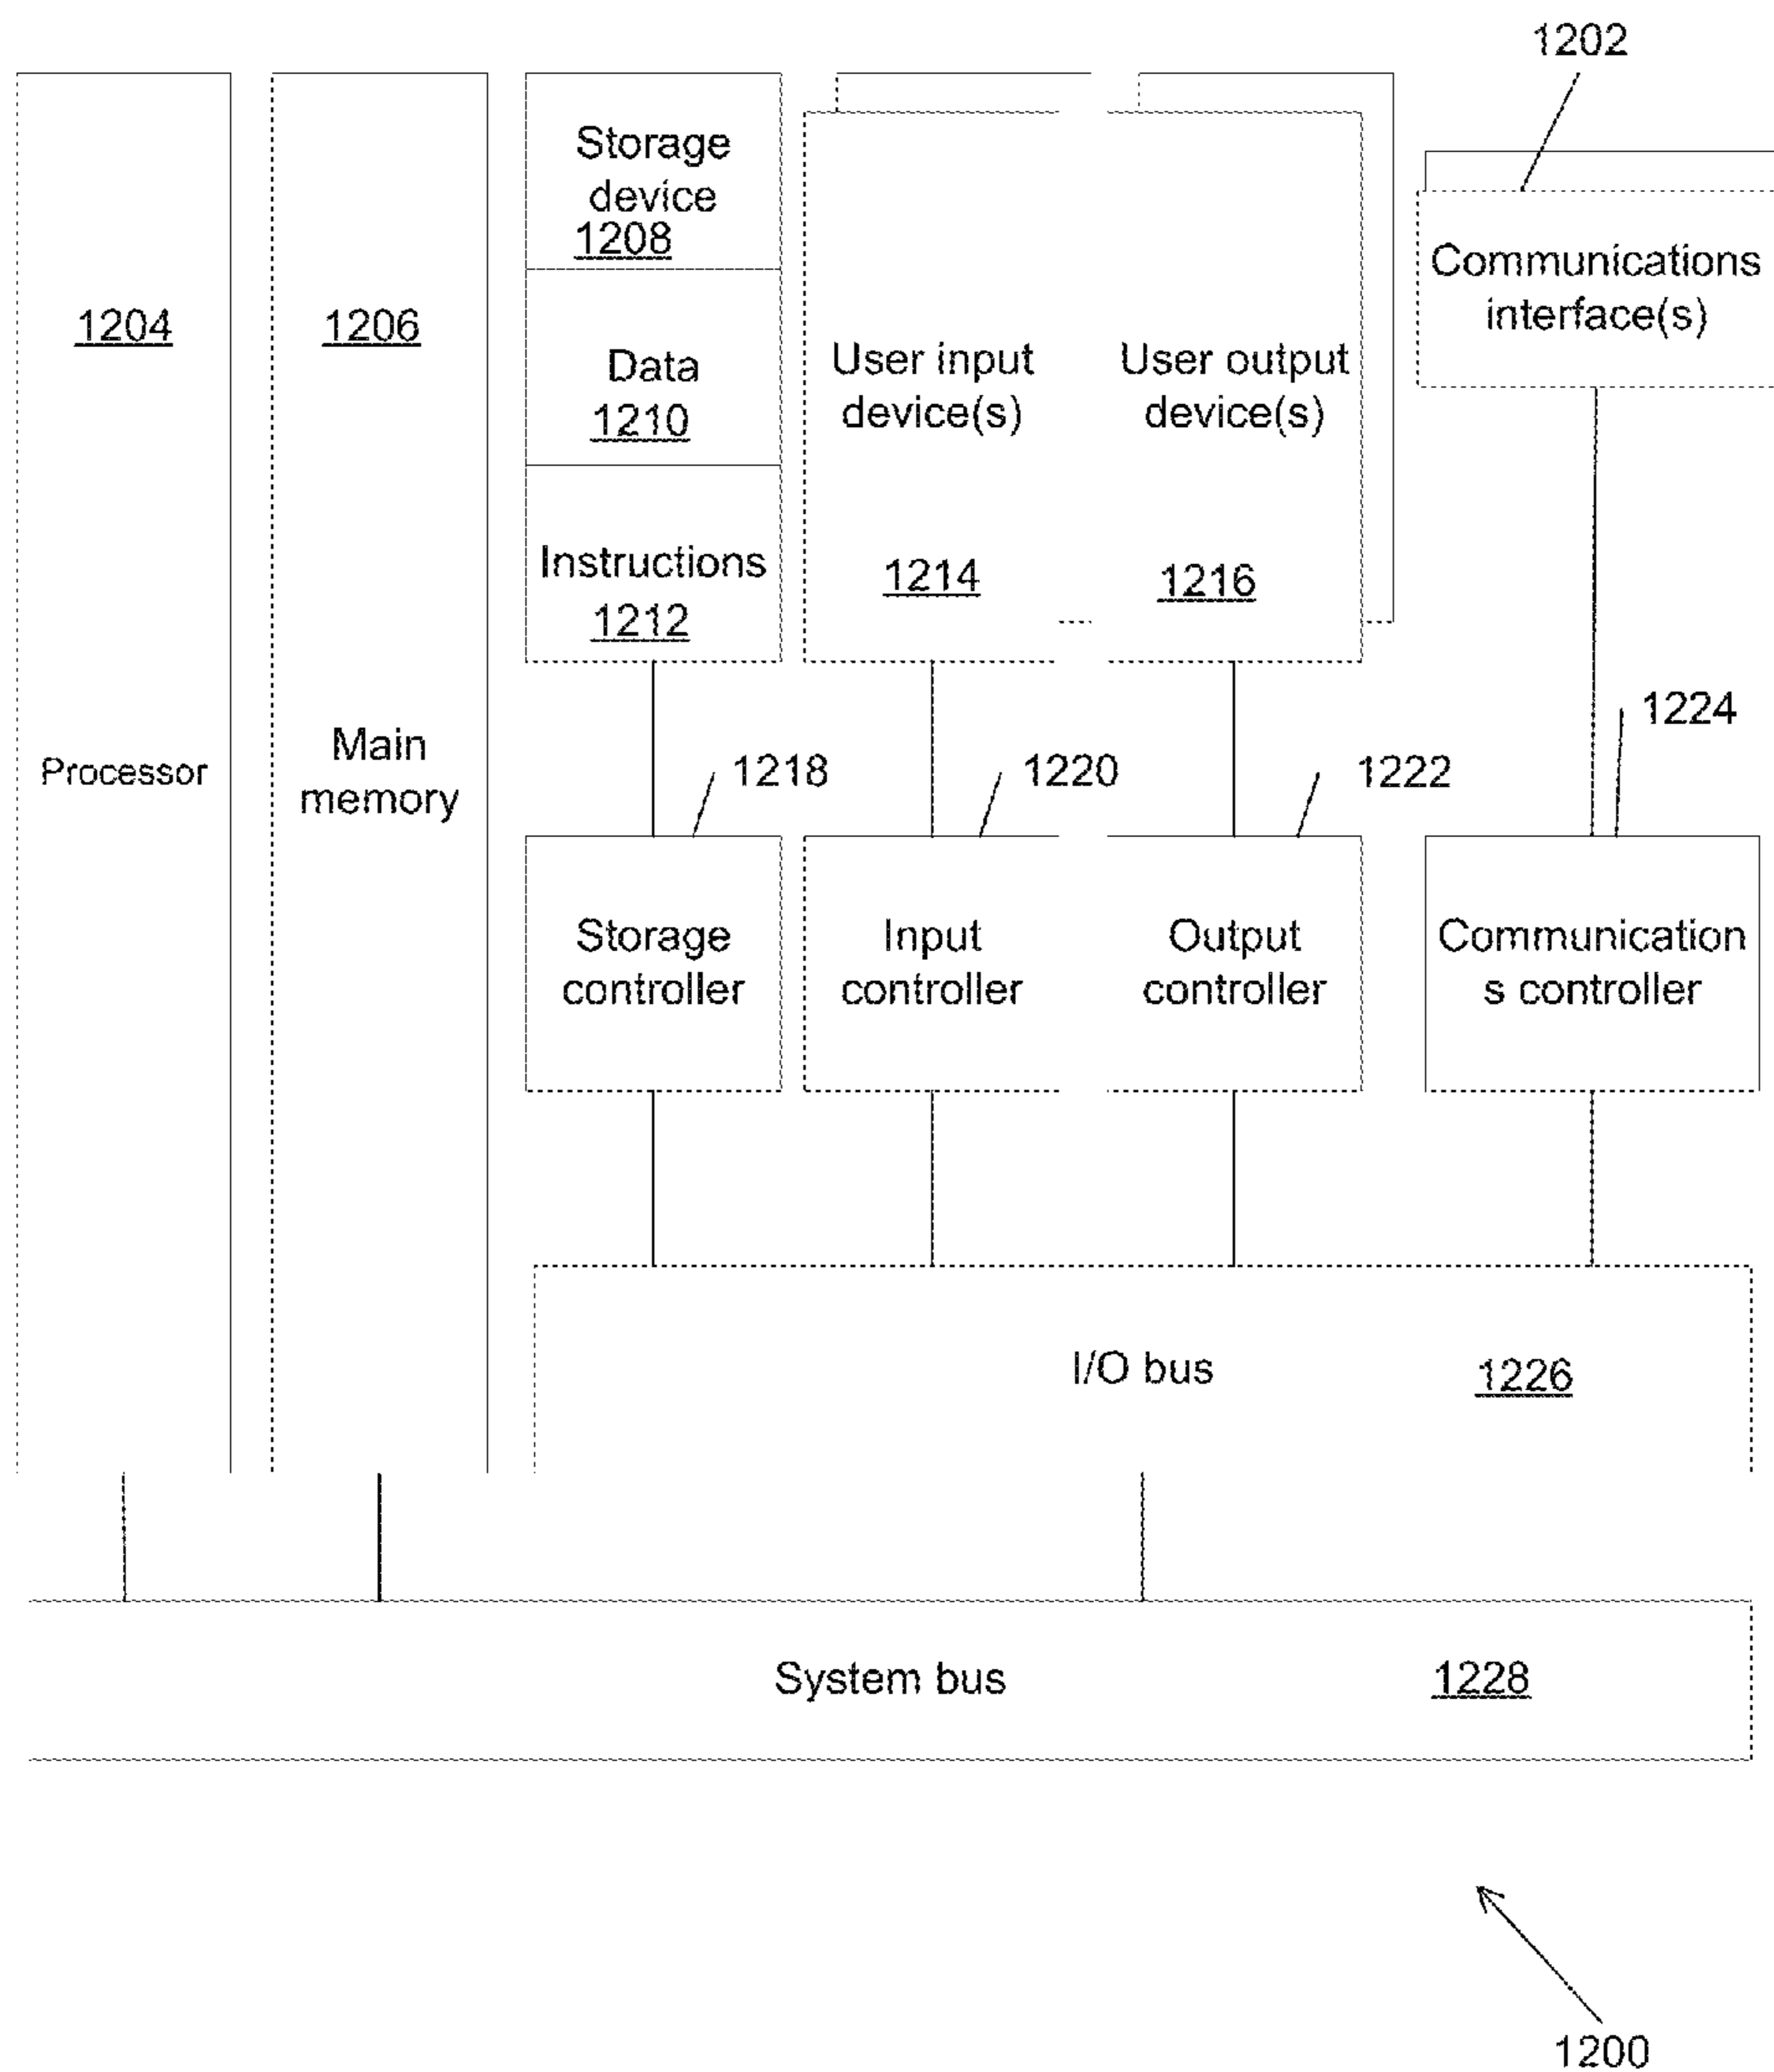 1202
1204
Processor
1206
Main
memory
Storage
device
1208
Data
1210
Instructions
1212
User input
device(s)
1214
User output
device(s)
1216
Communications
interface(s)
1218
1220
1222
1224
Storage
controller
Input
controller
Output
controller
Communication
s controller
I/O bus
1226
System bus
1228
1200